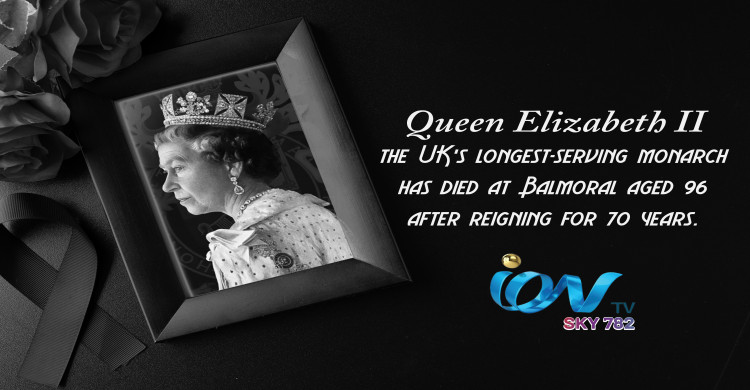 Queen Elizabeth II
THE UK'S LONGEST-SERVING MONARCH
HAS DIED AT BALMORAL AGED 96
AFTER REIGNING FOR 70 YEARS.
ION
TV
SKY 782